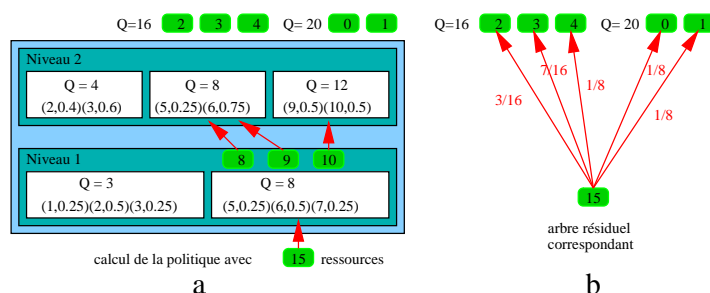 Q=16 2 3 4 Q= 20 0 1
Niveau 2
Q = 4 Q = 8 Q = 12
(2,0.4)(3,0.6) (5,0.25)(6,0.75) (9,0.5)(10,0.5)
8 9 10
Niveau 1
Q = 3 Q = 8
(1,0.25)(2,0.5)(3,0.25) (5,0.25)(6,0.5)(7,0.25)
calcul de la politique avec 15 ressources
a
Q=16 2 3 4 Q= 20 0 1
7/16 1/8 1/8
3/16 1/8
15
arbre résiduel
correspondant
b